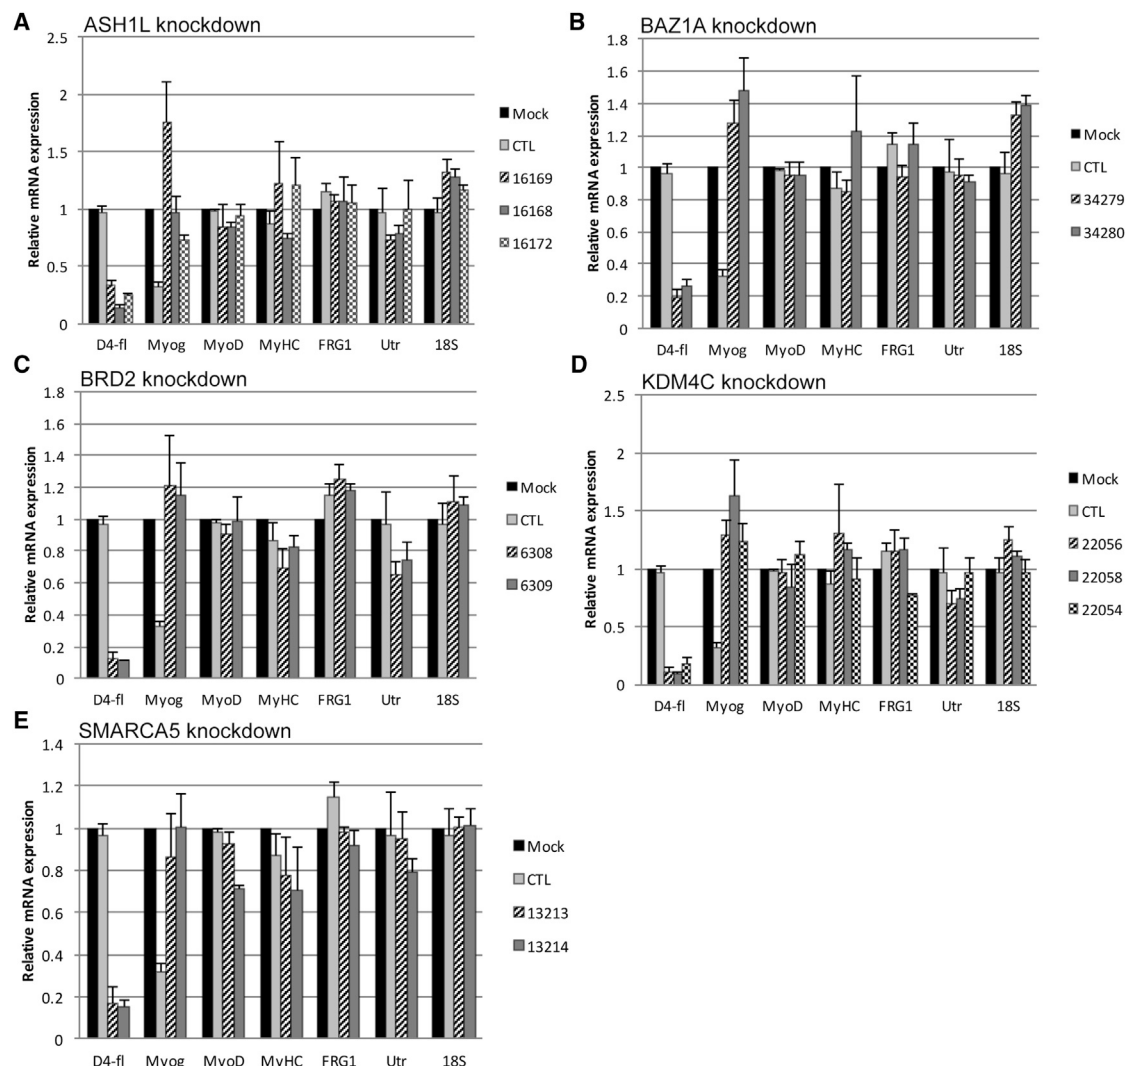 A
ASH1L knockdown
Relative mRNA expression
2.5
2
1.5
1
0.5
0
D4-fl Myog MyoD MyHC FRG1 Utr 18S
Mock
CTL
16169
16168
16172
B
BAZ1A knockdown
Relative mRNA expression
1.8
1.6
1.4
1.2
1
0.8
0.6
0.4
0.2
0
D4-fl Myog MyoD MyHC FRG1 Utr 18S
Mock
CTL
34279
34280
C
BRD2 knockdown
Relative mRNA expression
1.8
1.6
1.4
1.2
1
0.8
0.6
0.4
0.2
0
D4-fl Myog MyoD MyHC FRG1 Utr 18S
Mock
CTL
6308
6309
D
KDM4C knockdown
Relative mRNA expression
2.5
2
1.5
1
0.5
0
D4-fl Myog MyoD MyHC FRG1 Utr 18S
Mock
CTL
22056
22058
22054
E
SMARCA5 knockdown
Relative mRNA expression
1.4
1.2
1
0.8
0.6
0.4
0.2
0
D4-fl Myog MyoD MyHC FRG1 Utr 18S
Mock
CTL
13213
13214